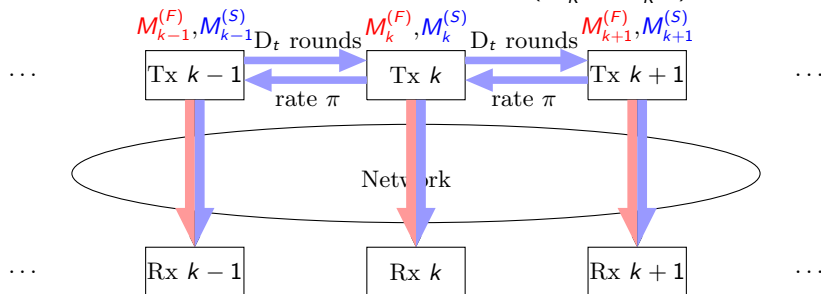 M_{k-1}^{(F)}, M_{k-1}^{(S)} M_k^{(F)}, M_k^{(S)} M_{k+1}^{(F)}, M_{k+1}^{(S)}
D_t rounds D_t rounds
... Tx k − 1 Tx k Tx k + 1 ...
rate π rate π
Network
... Rx k − 1 Rx k Rx k + 1 ...